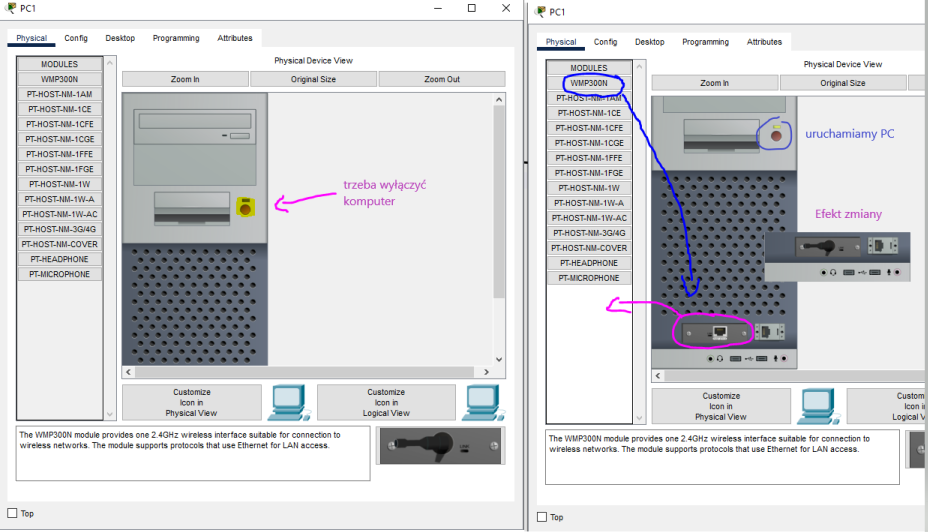 PC1
Physical Config Desktop Programming Attributes
MODULES
WMP300N
PT-HOST-NM-1AM
PT-HOST-NM-1CE
PT-HOST-NM-1CFE
PT-HOST-NM-1CGE
PT-HOST-NM-1FFE
PT-HOST-NM-1FGE
PT-HOST-NM-1W
PT-HOST-NM-1W-A
PT-HOST-NM-1W-AC
PT-HOST-NM-3G/4G
PT-HOST-NM-COVER
PT-HEADPHONE
PT-MICROPHONE
Physical Device View
Zoom In Original Size Zoom Out
trzeba wyłączyć
komputer
Customize
Icon in
Physical View
Customize
Icon in
Logical View
The WMP300N module provides one 2.4GHz wireless interface suitable for connection to
wireless networks. The module supports protocols that use Ethernet for LAN access.
Top
PC1
Physical Config Desktop Programming Attributes
MODULES
WMP300N
PT-HOST-NM-1AM
PT-HOST-NM-1CE
PT-HOST-NM-1CFE
PT-HOST-NM-1CGE
PT-HOST-NM-1FFE
PT-HOST-NM-1FGE
PT-HOST-NM-1W
PT-HOST-NM-1W-A
PT-HOST-NM-1W-AC
PT-HOST-NM-3G/4G
PT-HOST-NM-COVER
PT-HEADPHONE
PT-MICROPHONE
Physical Device View
Zoom In Original Size
uruchamiamy PC
Efekt zmiany
Customize
Icon in
Physical View
Custom
Icon i
Logical V
The WMP300N module provides one 2.4GHz wireless interface suitable for connection to
wireless networks. The module supports protocols that use Ethernet for LAN access.
Top